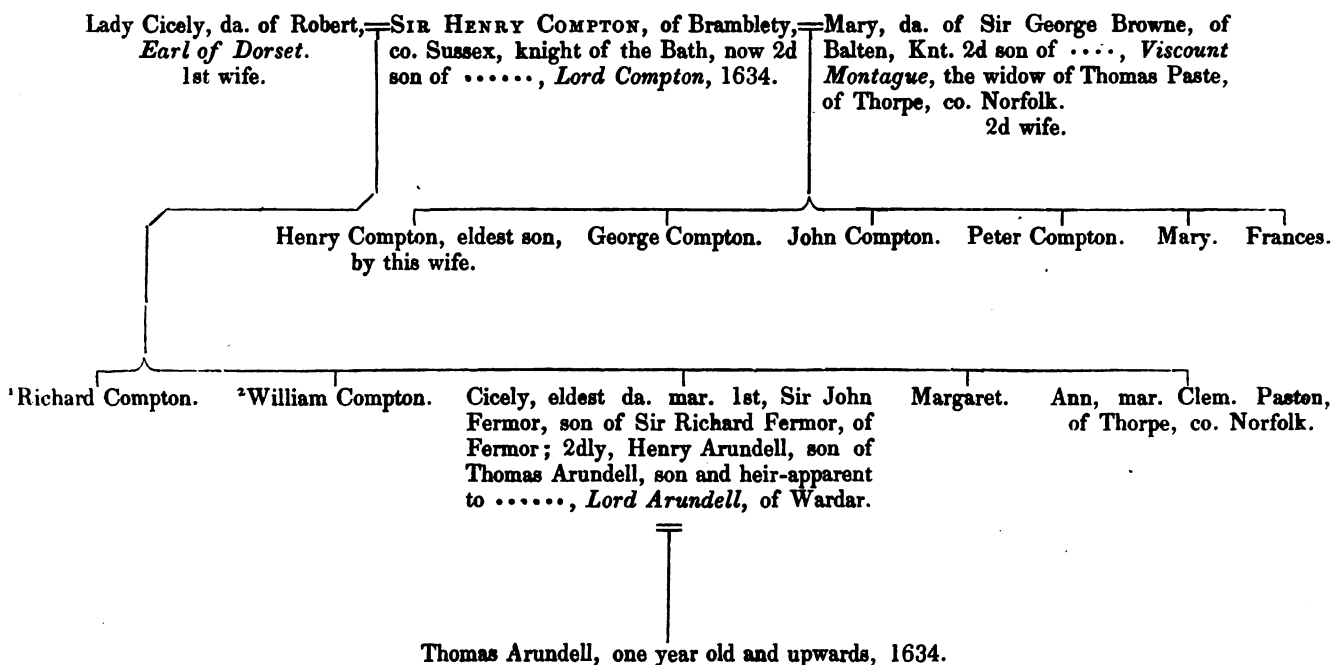 Lady Cicely, da. of Robert,
Earl of Dorset.
1st wife.
SIR HENRY COMPTON, of Bramblety,
co. Sussex, knight of the Bath, now 2d
son of ······, Lord Compton, 1634.
Mary, da. of Sir George Browne, of
Balten, Knt. 2d son of ····, Viscount
Montague, the widow of Thomas Paste,
of Thorpe, co. Norfolk.
2d wife.
Henry Compton, eldest son,
by this wife.
George Compton.
John Compton.
Peter Compton.
Mary.
Frances.
¹Richard Compton.
²William Compton.
Cicely, eldest da. mar. 1st, Sir John
Fermor, son of Sir Richard Fermor, of
Fermor; 2dly, Henry Arundell, son of
Thomas Arundell, son and heir-apparent
to ······, Lord Arundell, of Wardar.
Margaret.
Ann, mar. Clem. Paston,
of Thorpe, co. Norfolk.
Thomas Arundell, one year old and upwards, 1634.